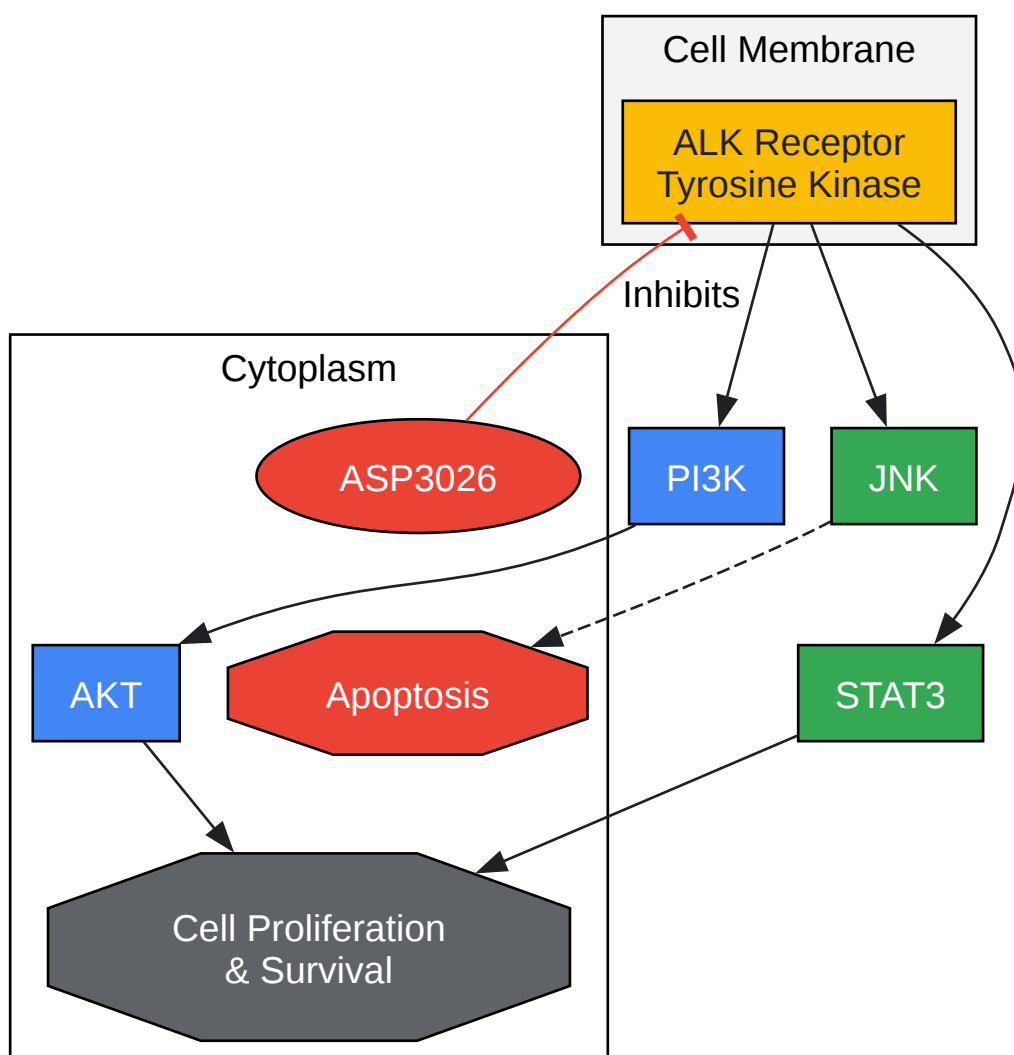 Cell Membrane
ALK Receptor
Tyrosine Kinase
Inhibits
Cytoplasm
ASP3026
PI3K
JNK
AKT
Apoptosis
STAT3
Cell Proliferation
& Survival